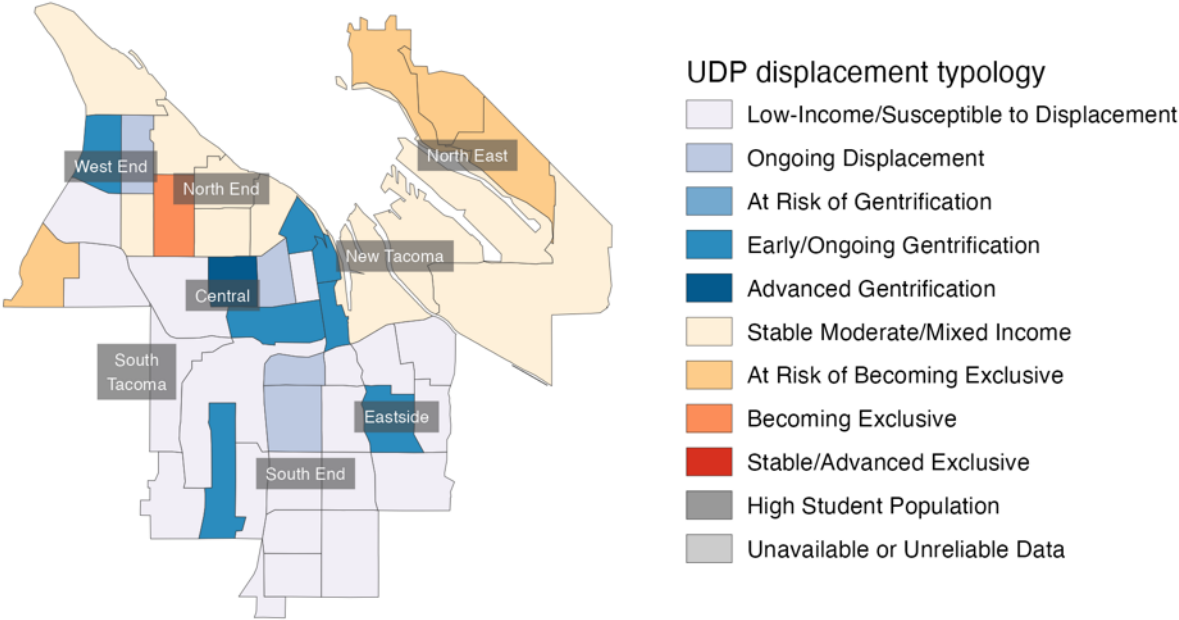 West End
North End
North East
New Tacoma
Central
South
Tacoma
Eastside
South End
UDP displacement typology
Low-Income/Susceptible to Displacement
Ongoing Displacement
At Risk of Gentrification
Early/Ongoing Gentrification
Advanced Gentrification
Stable Moderate/Mixed Income
At Risk of Becoming Exclusive
Becoming Exclusive
Stable/Advanced Exclusive
High Student Population
Unavailable or Unreliable Data